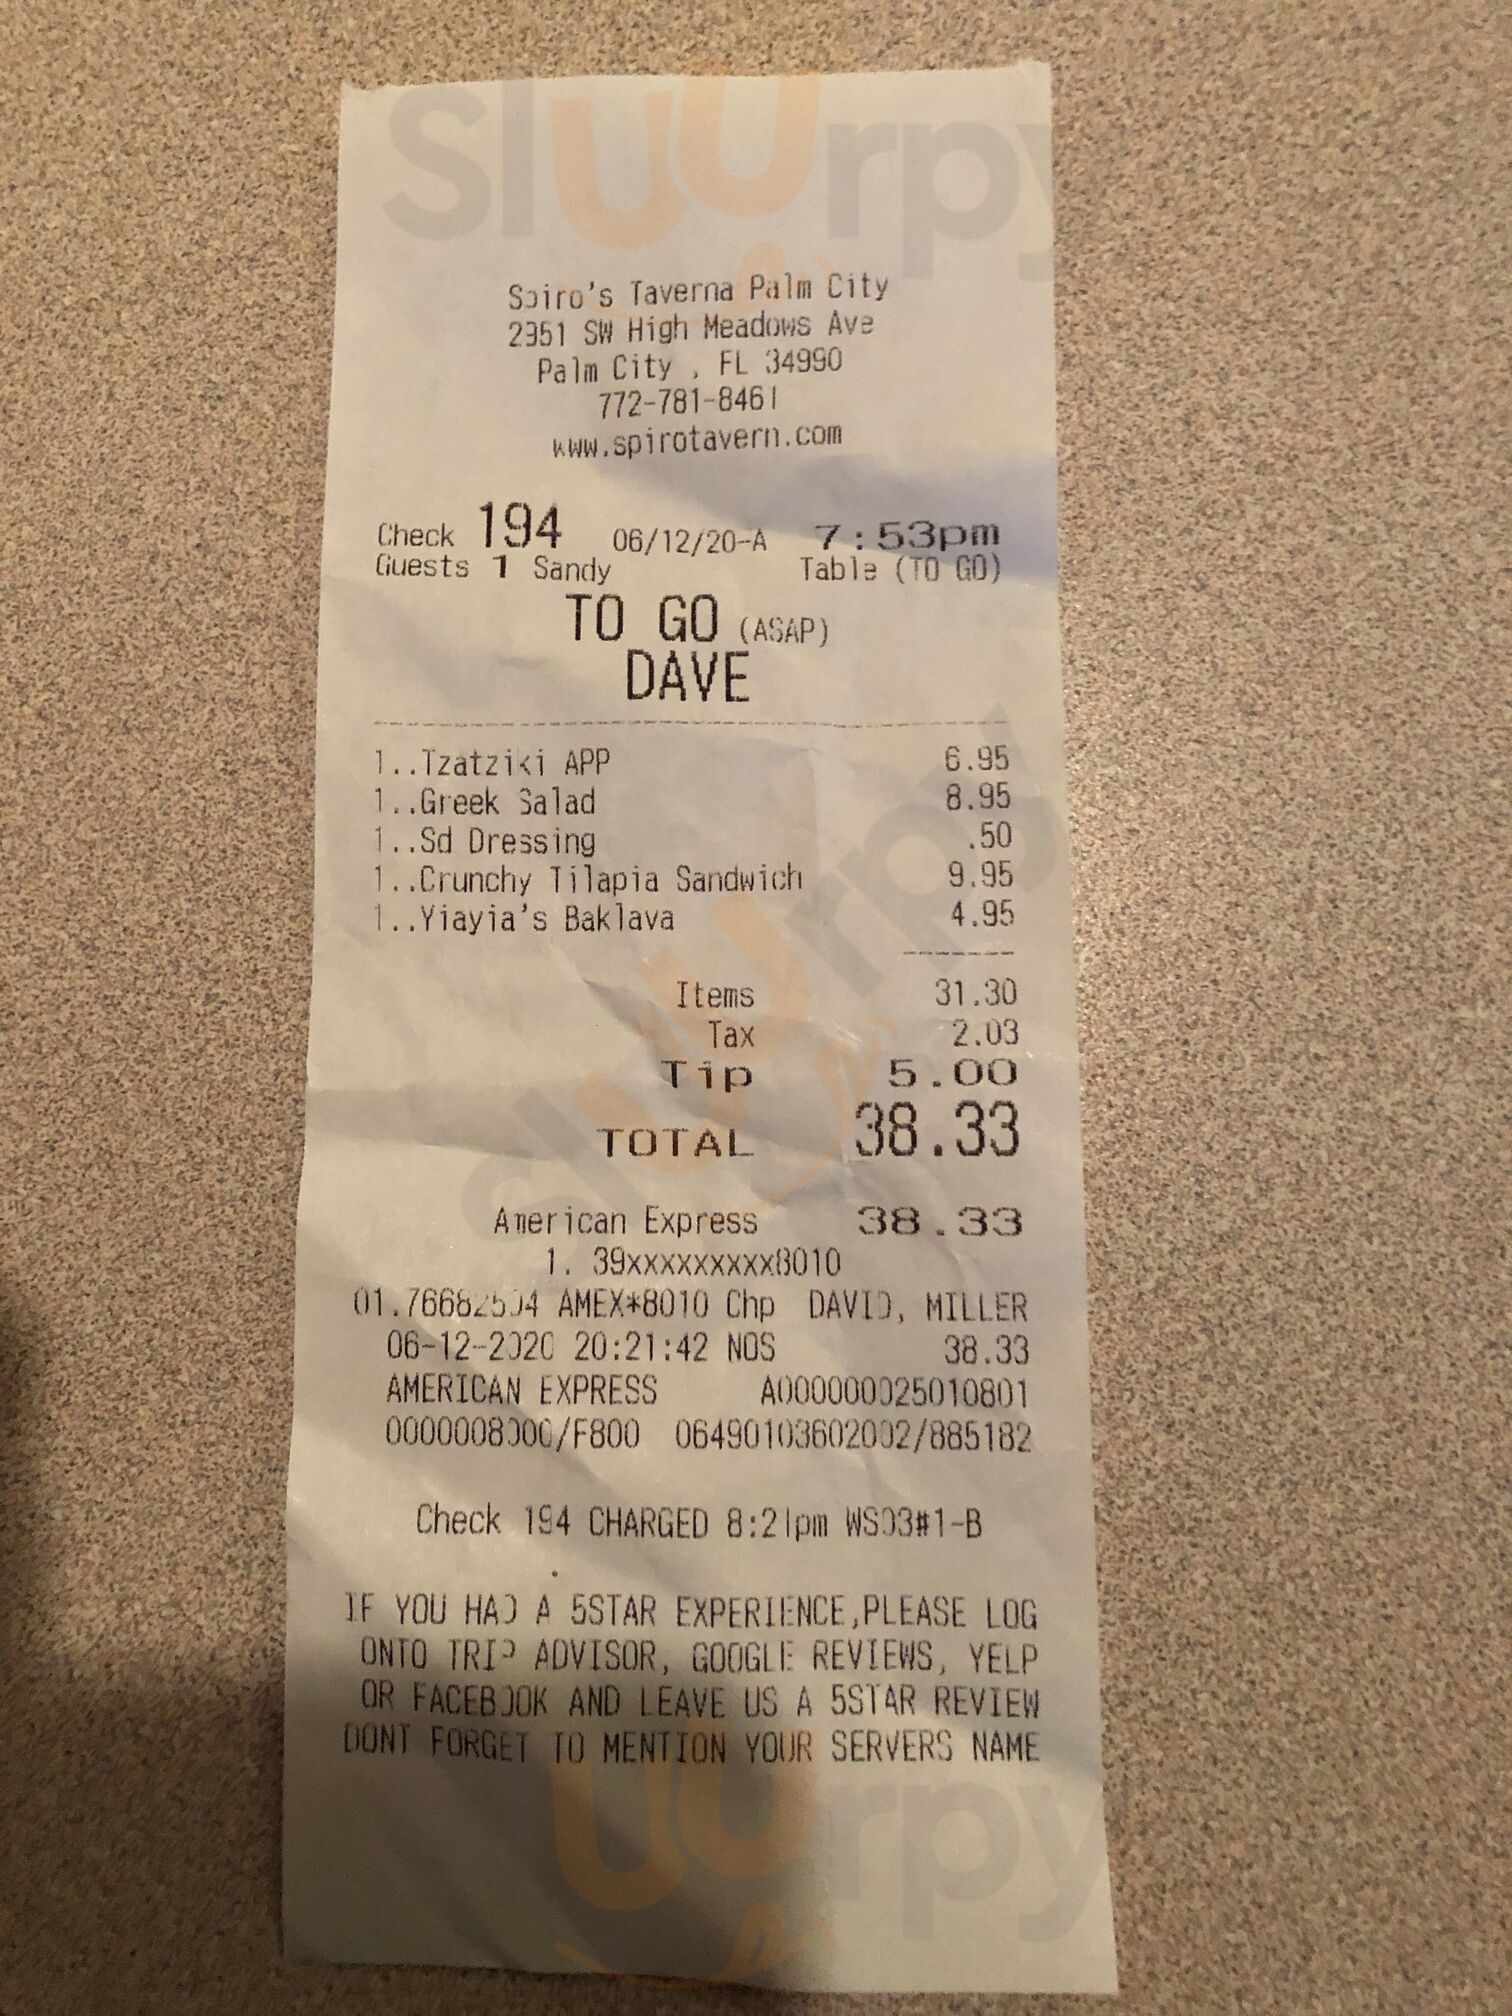 Sluurpy
Spiro's Taverna Palm City
2951 SW High Meadows Ave
Palm City , FL 34990
772-781-8461
www.spirotavern.com
Check 194 06/12/20-A 7:53pm
Guests 1 Sandy Table (TO GO)
TO GO (ASAP)
DAVE
1..Tzatziki APP 6.95
1..Greek Salad 8.95
1..Sd Dressing .50
1..Crunchy Tilapia Sandwich 9.95
1..Yiayia's Baklava 4.95
Items 31.30
Tax 2.03
Tip 5.00
TOTAL 38.33
Sluurpy
American Express 38.33
1. 39xxxxxxxxx8010
01.76682504 AMEX*8010 Chp DAVID, MILLER
06-12-2020 20:21:42 NOS 38.33
AMERICAN EXPRESS A000000025010801
0000008000/F800 06490103602002/885182
Check 194 CHARGED 8:21pm WS03#1-B
IF YOU HAD A 5STAR EXPERIENCE,PLEASE LOG
ONTO TRIP ADVISOR, GOOGLE REVIEWS, YELP
OR FACEBOOK AND LEAVE US A 5STAR REVIEW
DONT FORGET TO MENTION YOUR SERVERS NAME
uurpy